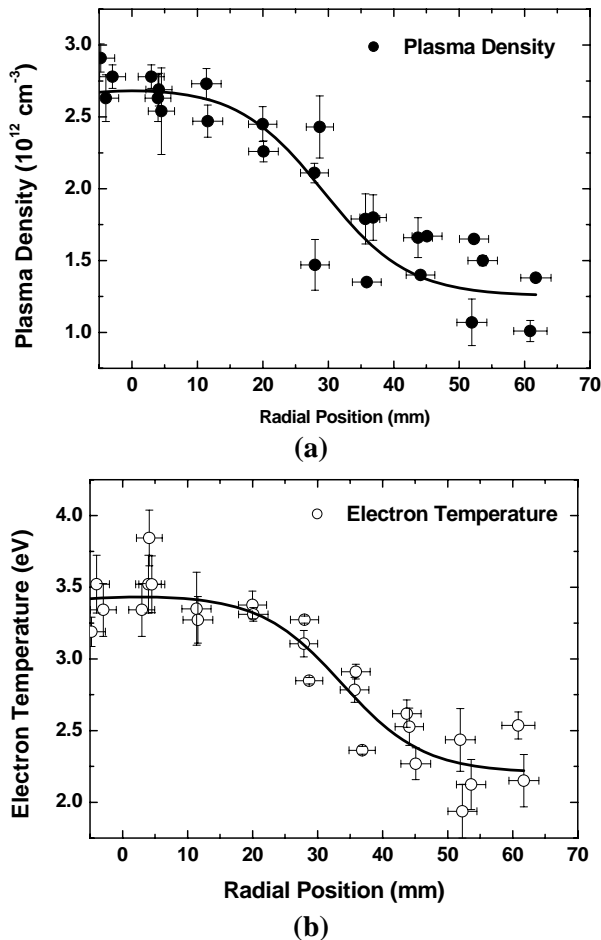 3.0
2.5
2.0
1.5
1.0
Plasma Density (10¹² cm⁻³)
Plasma Density
0 10 20 30 40 50 60 70
Radial Position (mm)
(a)
4.0
3.5
3.0
2.5
2.0
Electron Temperature (eV)
Electron Temperature
0 10 20 30 40 50 60 70
Radial Position (mm)
(b)